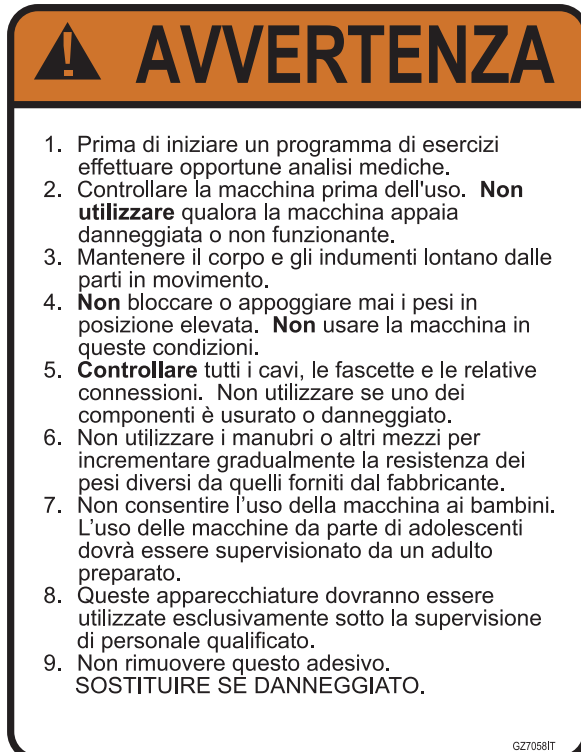 AVVERTENZA
1. Prima di iniziare un programma di esercizi
effettuare opportune analisi mediche.
2. Controllare la macchina prima dell'uso. Non
utilizzare qualora la macchina appaia
danneggiata o non funzionante.
3. Mantenere il corpo e gli indumenti lontano dalle
parti in movimento.
4. Non bloccare o appoggiare mai i pesi in
posizione elevata. Non usare la macchina in
queste condizioni.
5. Controllare tutti i cavi, le fascette e le relative
connessioni. Non utilizzare se uno dei
componenti è usurato o danneggiato.
6. Non utilizzare i manubri o altri mezzi per
incrementare gradualmente la resistenza dei
pesi diversi da quelli forniti dal fabbricante.
7. Non consentire l’uso della macchina ai bambini.
L’uso delle macchine da parte di adolescenti
dovrà essere supervisionato da un adulto
preparato.
8. Queste apparecchiature dovranno essere
utilizzate esclusivamente sotto la supervisione
di personale qualificato.
9. Non rimuovere questo adesivo.
SOSTITUIRE SE DANNEGGIATO.
GZ7058IT